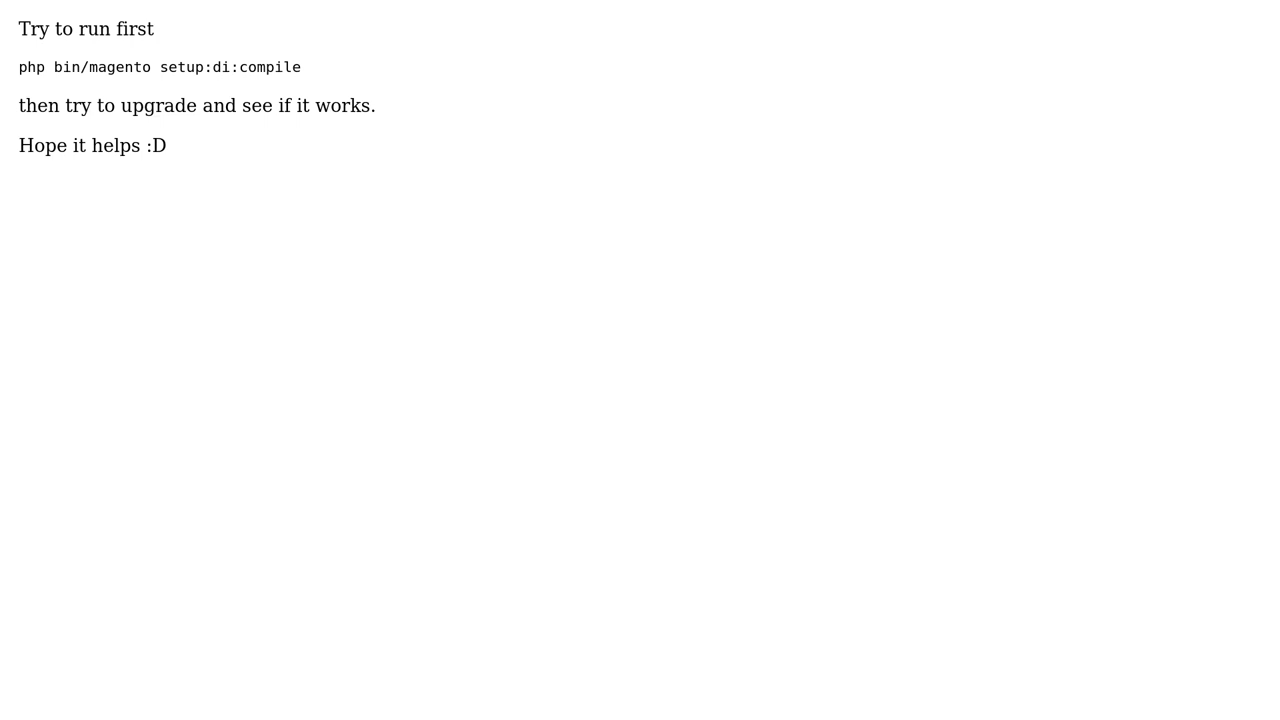 Try to run first
php bin/magento setup:di:compile
then try to upgrade and see if it works.
Hope it helps :D